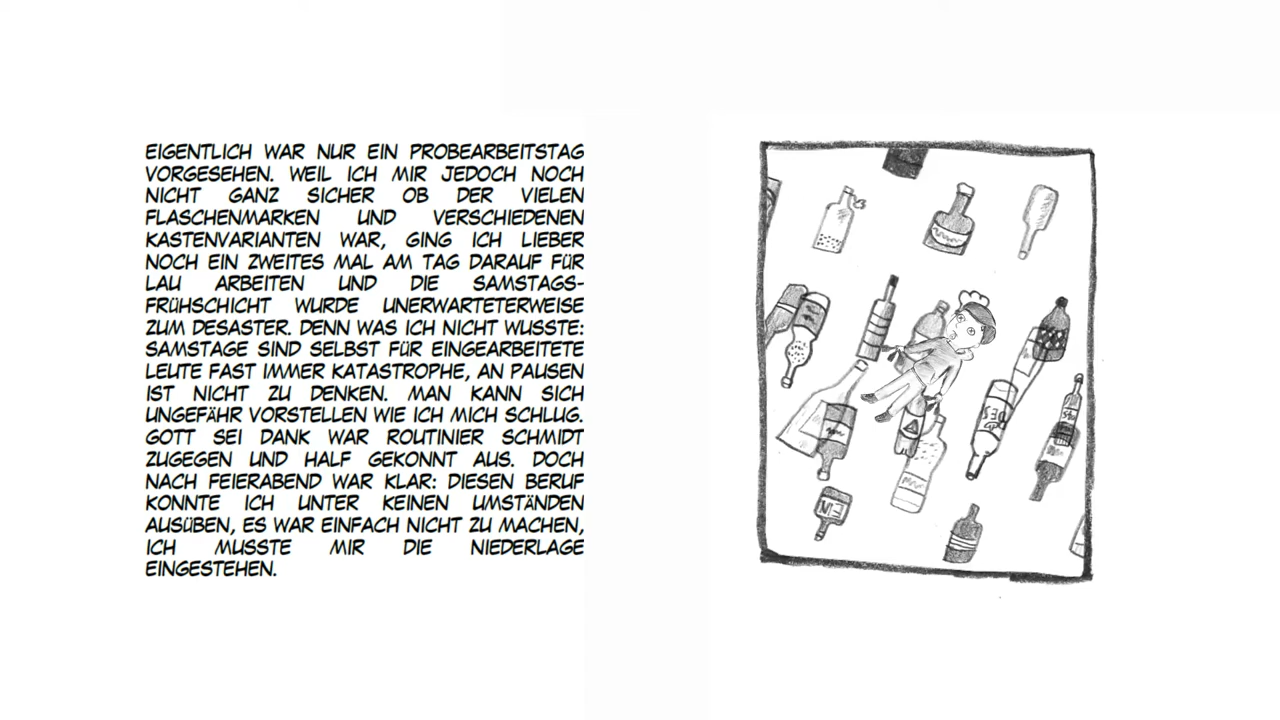 EIGENTLICH WAR NUR EIN PROBEARBEITSTAG
VORGESEHEN. WEIL ICH MIR JEDOCH NOCH
NICHT GANZ SICHER OB DER VIELEN
FLASCHENMARKEN UND VERSCHIEDENEN
KASTENVARIANTEN WAR, GING ICH LIEBER
NOCH EIN ZWEITES MAL AM TAG DARAUF FÜR
LAU ARBEITEN UND DIE SAMSTAGS-
FRÜHSCHICHT WURDE UNERWARTETERWEISE
ZUM DESASTER. DENN WAS ICH NICHT WUSSTE:
SAMSTAGE SIND SELBST FÜR EINGEARBEITETE
LEUTE FAST IMMER KATASTROPHE, AN PAUSEN
IST NICHT ZU DENKEN. MAN KANN SICH
UNGEFÄHR VORSTELLEN WIE ICH MICH SCHLUG.
GOTT SEI DANK WAR ROUTINIER SCHMIDT
ZUGEGEN UND HALF GEKONNT AUS. DOCH
NACH FEIERABEND WAR KLAR: DIESEN BERUF
KONNTE ICH UNTER KEINEN UMSTÄNDEN
AUSÜBEN, ES WAR EINFACH NICHT ZU MACHEN,
ICH MUSSTE MIR DIE NIEDERLAGE
EINGESTEHEN.